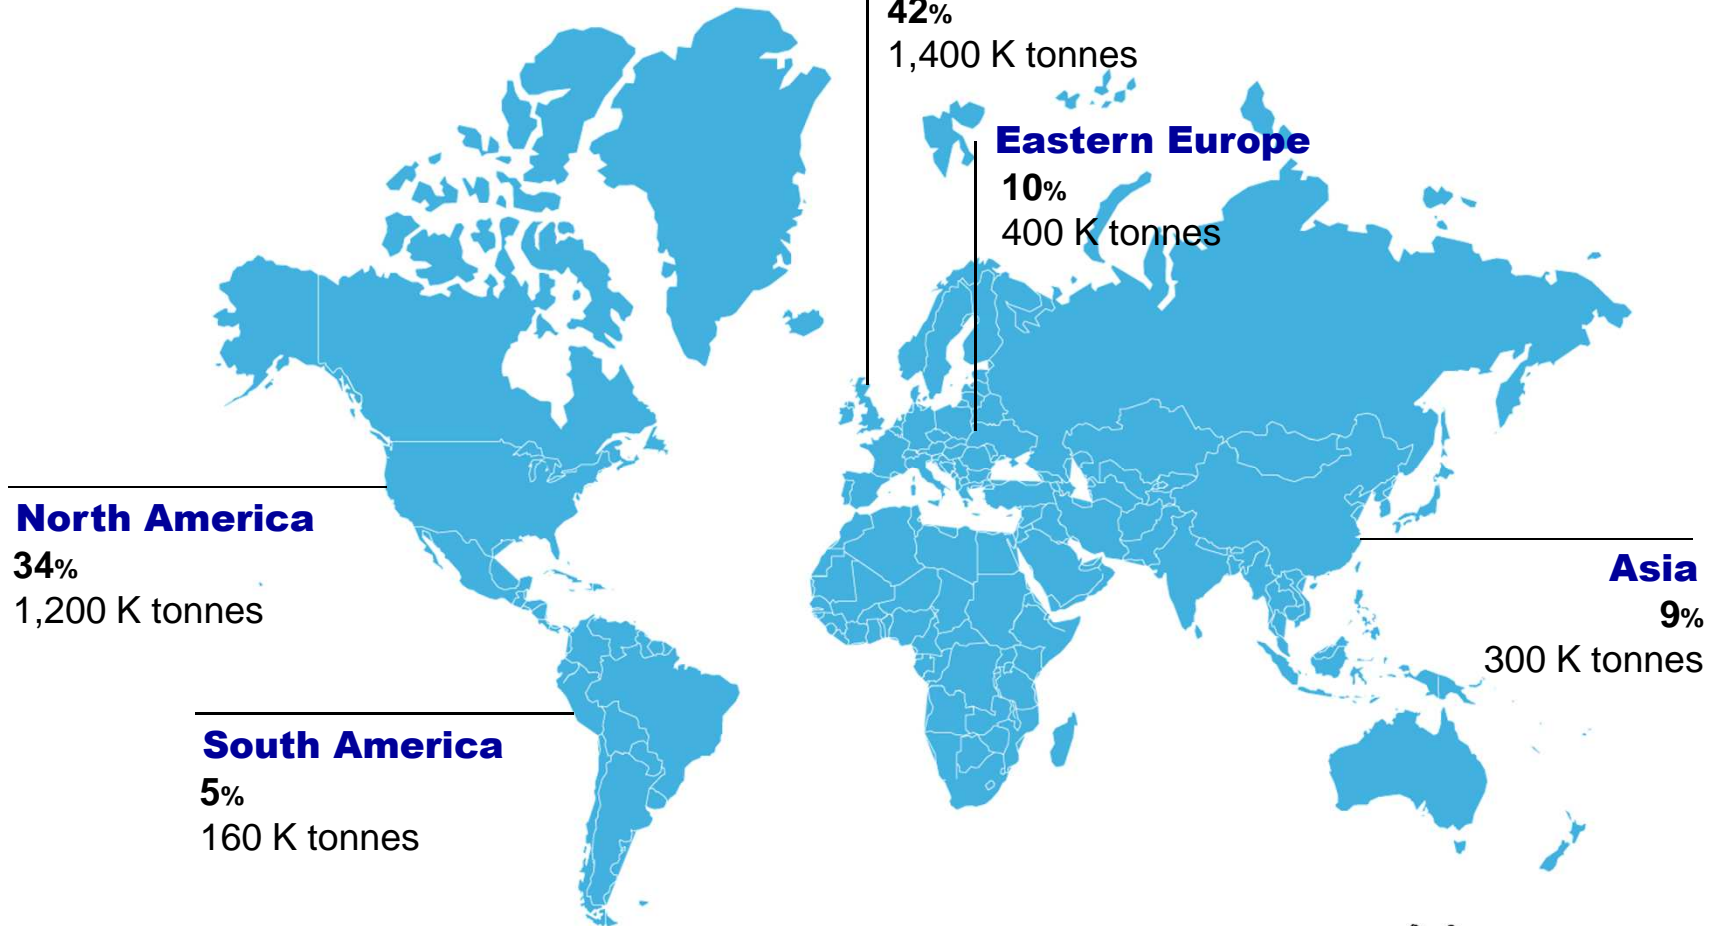 42%
1,400 K tonnes
Eastern Europe
10%
400 K tonnes
North America
34%
1,200 K tonnes
Asia
9%
300 K tonnes
South America
5%
160 K tonnes